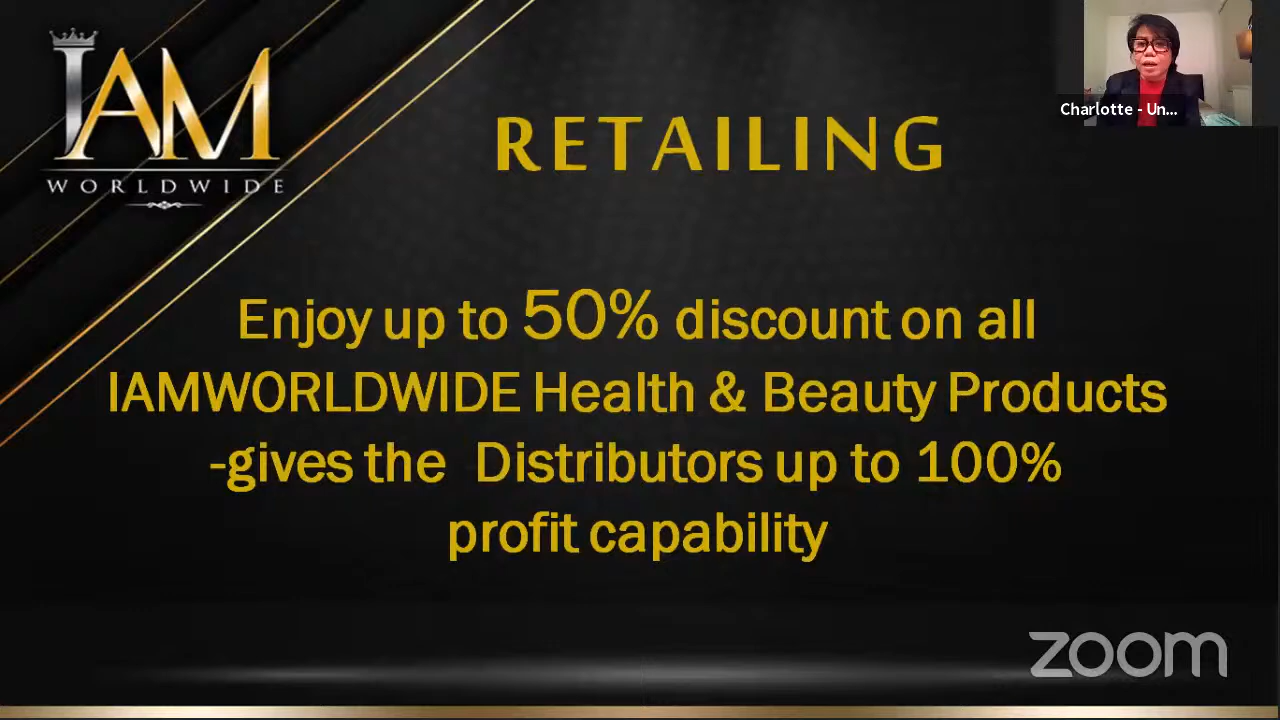 IAM
WORLDWIDE
Charlotte - Un...
RETAILING
Enjoy up to 50% discount on all
IAMWORLDWIDE Health & Beauty Products
-gives the Distributors up to 100%
profit capability
zoom